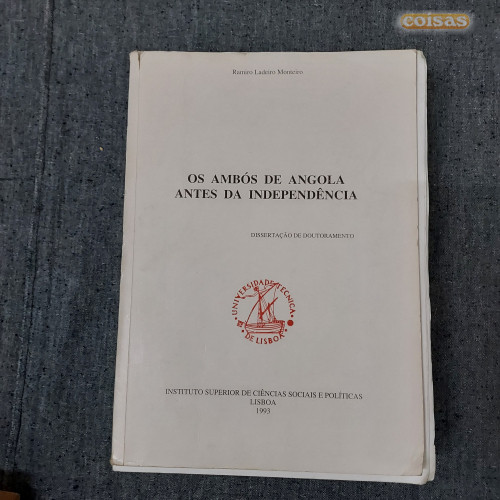 coisas
Ramiro Ladeiro Monteiro
OS AMBÓS DE ANGOLA
ANTES DA INDEPENDÊNCIA
DISSERTAÇÃO DE DOUTORAMENTO
UNIVERSIDADE TÉCNICA
DE LISBOA
INSTITUTO SUPERIOR DE CIÊNCIAS SOCIAIS E POLÍTICAS
LISBOA
1993